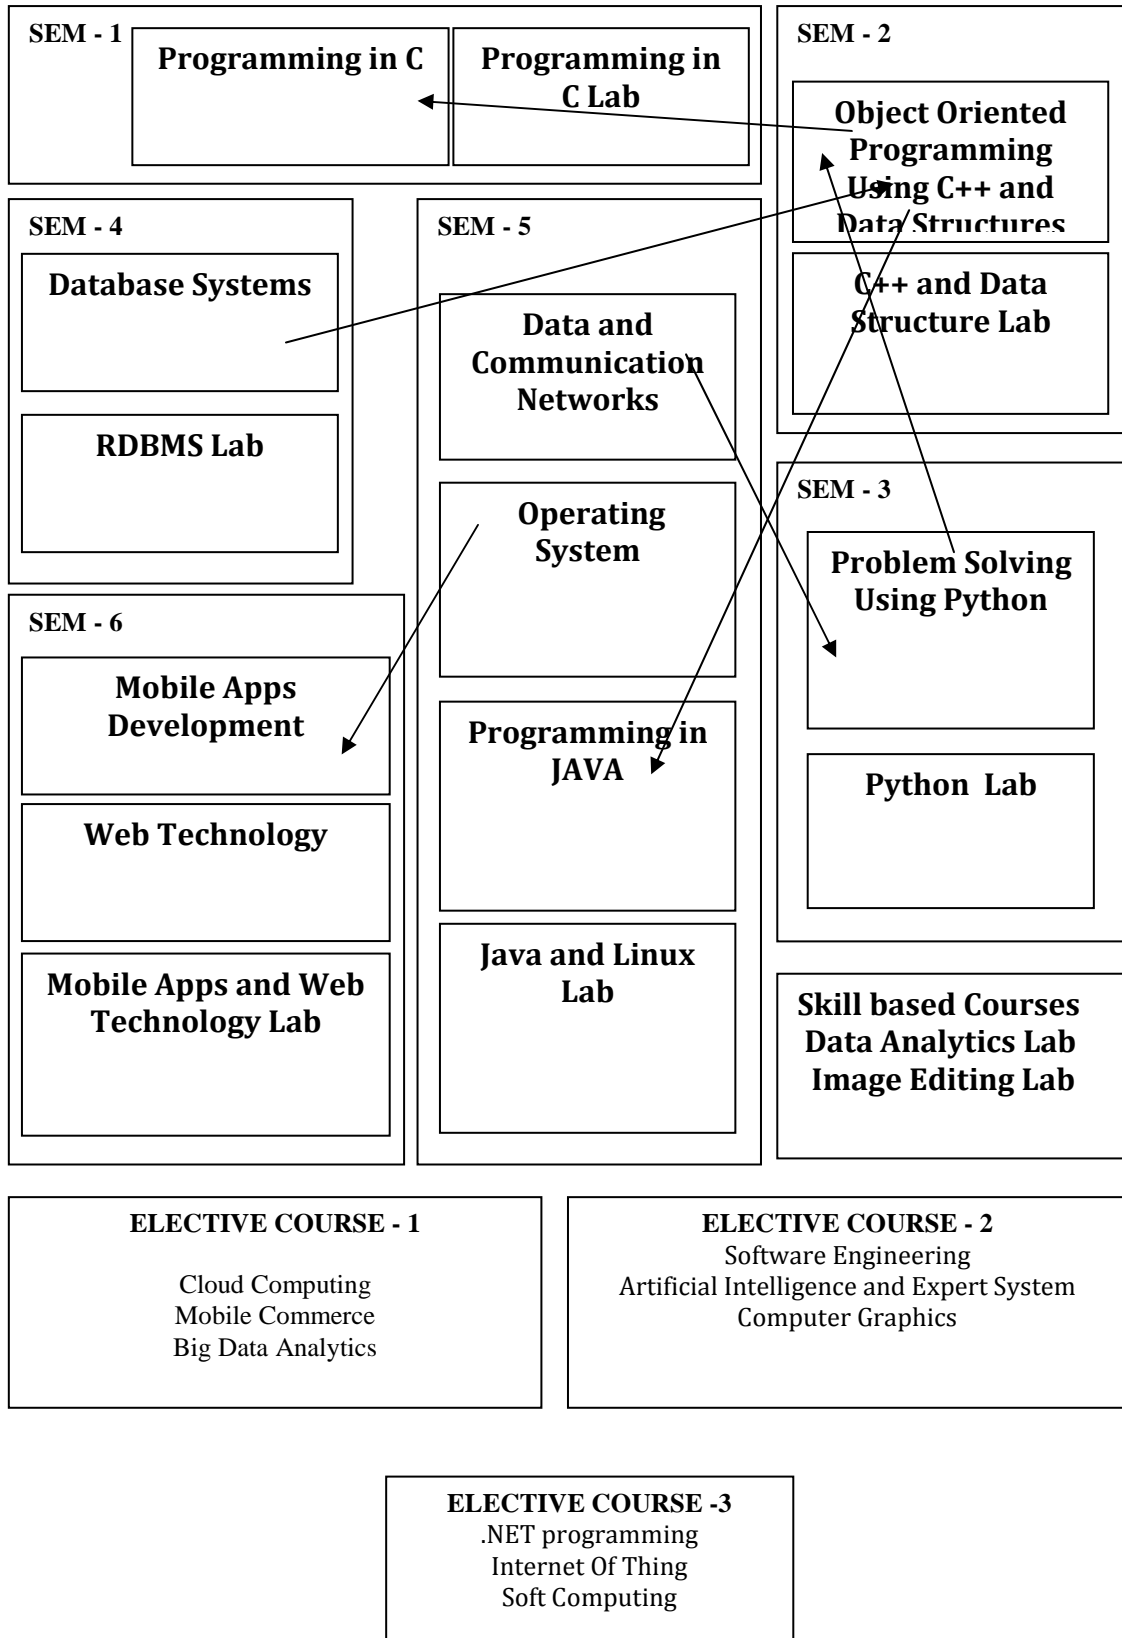 SEM - 1
Programming in C
Programming in
C Lab
SEM - 2
Object Oriented
Programming
Using C++ and
Data Structures
C++ and Data
Structure Lab
SEM - 4
Database Systems
RDBMS Lab
SEM - 5
Data and
Communication
Networks
Operating
System
Programming in
JAVA
Java and Linux
Lab
SEM - 3
Problem Solving
Using Python
Python Lab
SEM - 6
Mobile Apps
Development
Web Technology
Mobile Apps and Web
Technology Lab
Skill based Courses
Data Analytics Lab
Image Editing Lab
ELECTIVE COURSE - 1
Cloud Computing
Mobile Commerce
Big Data Analytics
ELECTIVE COURSE - 2
Software Engineering
Artificial Intelligence and Expert System
Computer Graphics
ELECTIVE COURSE -3
.NET programming
Internet Of Thing
Soft Computing